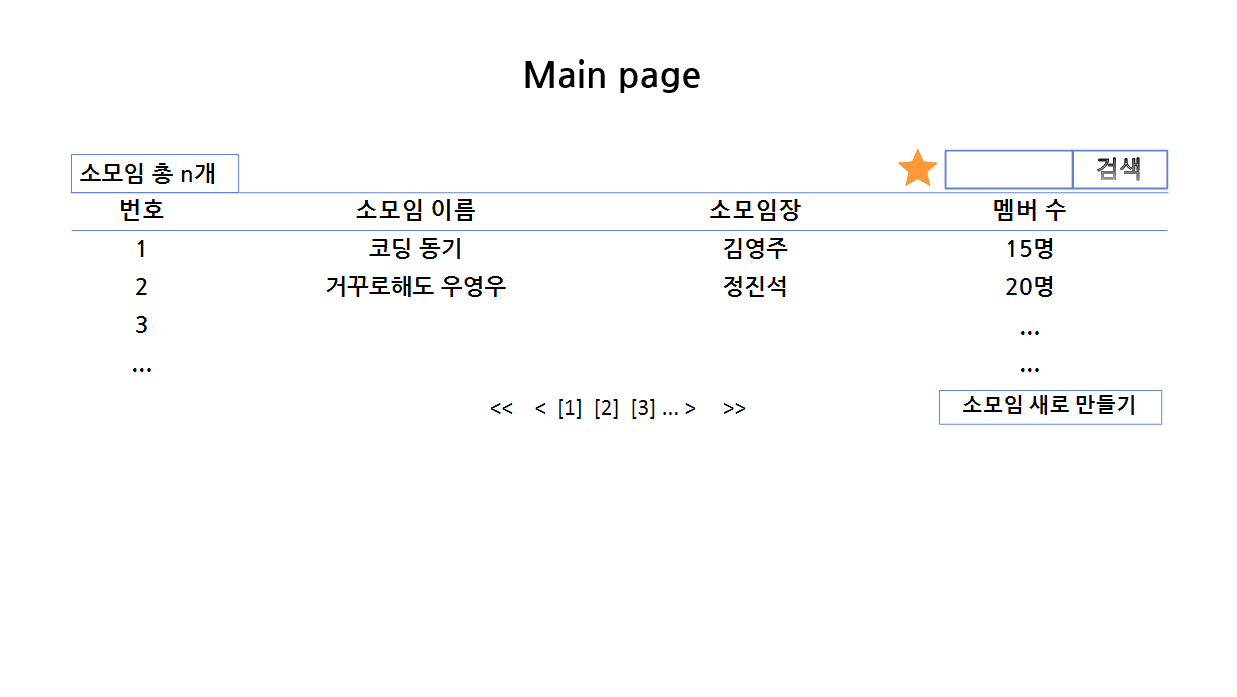 Main page
소모임 총 n개
검색
번호 소모임 이름 소모임장 멤버 수
1 코딩 동기 김영주 15명
2 거꾸로해도 우영우 정진석 20명
3 ...
... ...
<< < [1] [2] [3] ... > >>
소모임 새로 만들기